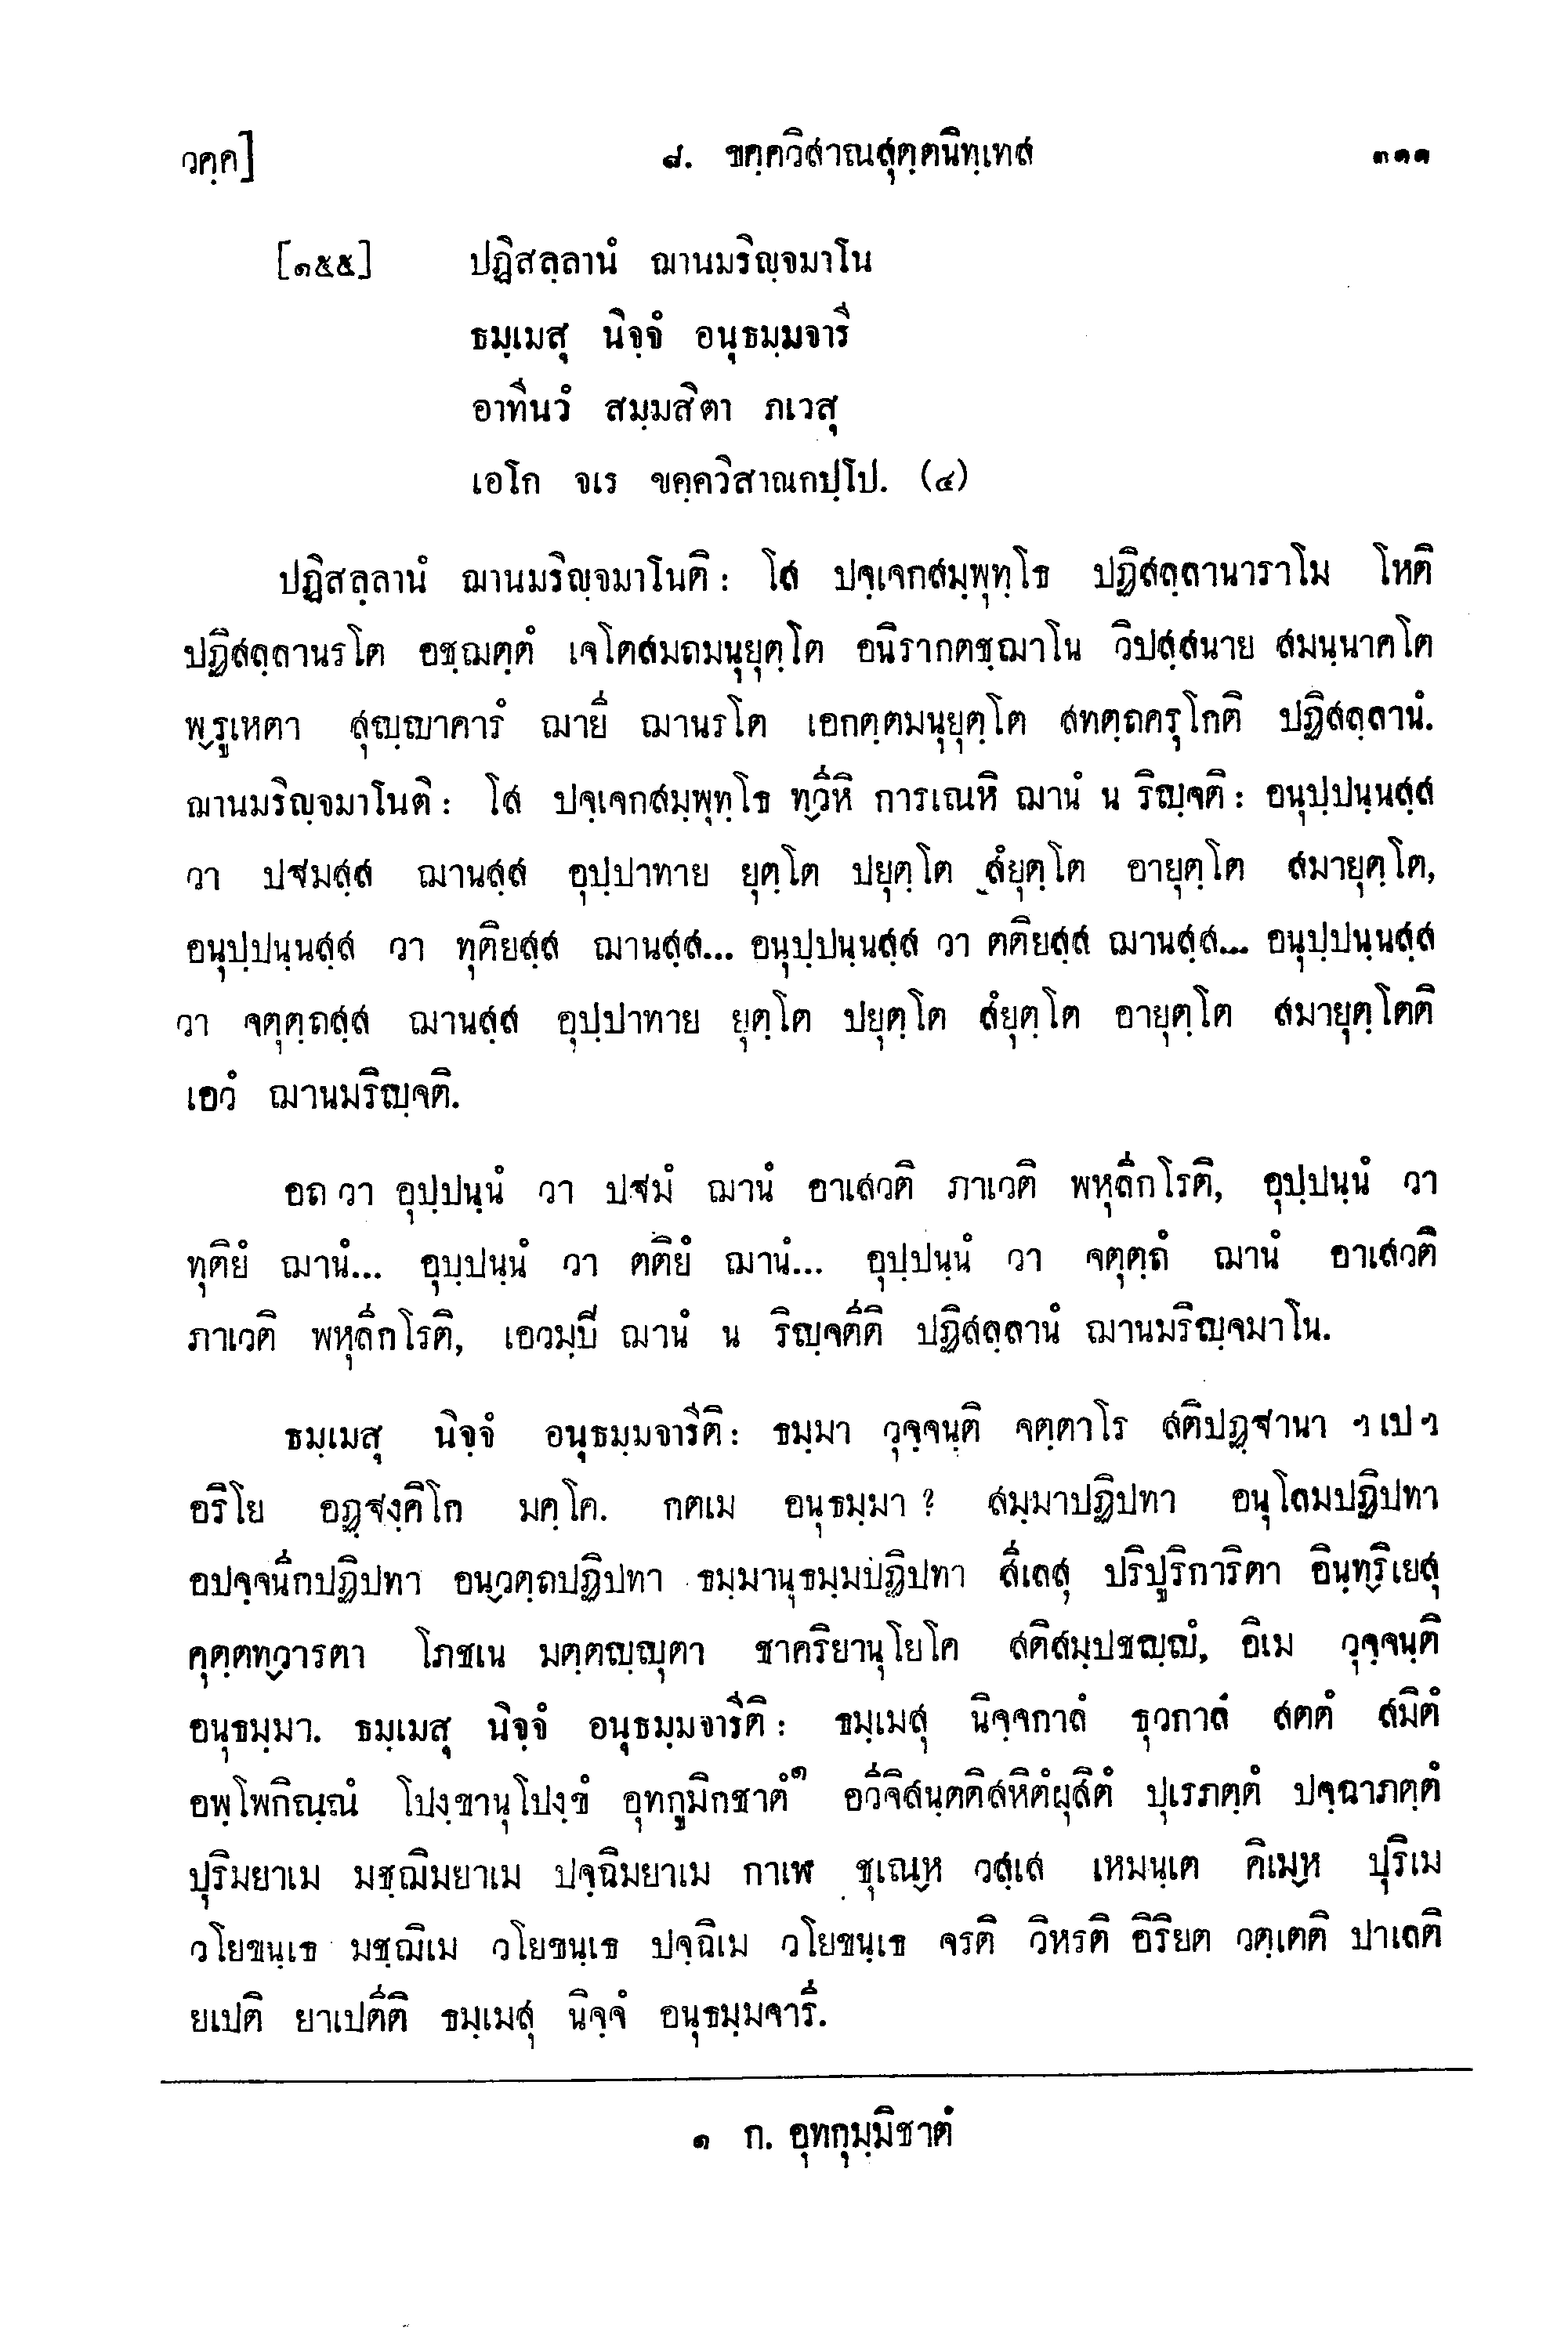 วคฺค]	๘. ขคฺควิสาณสุตฺตนิทฺเทส	๓๑๑
[๑๕๕]	ปฏิสลฺลานํ ฌานมริญฺจมาโน
ธมฺเมสุ นิจฺจํ อนุธมฺมจารี
อาทีนวํ สมฺมสิตา ภเวสุ
เอโก จเร ขคฺควิสาณกปฺโป. (๔)
ปฏิสลฺลานํ ฌานมริญฺจมาโนติ: โส ปจฺเจกสมฺพุทฺโธ ปฏิสลฺลานาราโม โหติ
ปฏิสลฺลานรโต อชฺฌตฺตํ เจโตสมถมนุยุตฺโต อนิรากตชฺฌาโน วิปสฺสนาย สมนฺนาคโต
พฺรูเหตา สุญฺญาคารํ ฌายี ฌานรโต เอกตฺตมนุยุตฺโต สทตฺถครุโกติ ปฏิสลฺลานํ.
ฌานมริญฺจมาโนติ: โส ปจฺเจกสมฺพุทฺโธ ทฺวีหิ การเณหิ ฌานํ น ริญฺจติ: อนุปฺปนฺนสฺส
วา ปฐมสฺส ฌานสฺส อุปฺปาทาย ยุตฺโต ปยุตฺโต สํยุตฺโต อายุตฺโต สมายุตฺโต,
อนุปฺปนฺนสฺส วา ทุติยสฺส ฌานสฺส... อนุปฺปนฺนสฺส วา ตติยสฺส ฌานสฺส... อนุปฺปนฺนสฺส
วา จตุตฺถสฺส ฌานสฺส อุปฺปาทาย ยุตฺโต ปยุตฺโต สํยุตฺโต อายุตฺโต สมายุตฺโตติ
เอวํ ฌานมริญฺจติ.
อถ วา อุปฺปนฺนํ วา ปฐมํ ฌานํ อาเสวติ ภาเวติ พหุลีกโรติ, อุปฺปนฺนํ วา
ทุติยํ ฌานํ... อุปฺปนฺนํ วา ตติยํ ฌานํ... อุปฺปนฺนํ วา จตุตฺถํ ฌานํ อาเสวติ
ภาเวติ พหุลีกโรติ, เอวมฺปี ฌานํ น ริญฺจตีติ ปฏิสลฺลานํ ฌานมริญฺจมาโน.
ธมฺเมสุ นิจฺจํ อนุธมฺมจารีติ: ธมฺมา วุจฺจนฺติ จตฺตาโร สติปฏฺฐานา ฯเปฯ
อริโย อฏฺฐงฺคิโก มคฺโค. กตเม อนุธมฺมา ? สมฺมาปฏิปทา อนุโลมปฏิปทา
อปจฺจนีกปฏิปทา อนฺวตฺถปฏิปทา ธมฺมานุธมฺมปฏิปทา สีเลสุ ปริปูริการิตา อินฺทฺริเยสุ
คุตฺตทฺวารตา โภชเน มตฺตญฺญุตา ชาคริยานุโยโค สติสมฺปชญฺญํ, อิเม วุจฺจนฺติ
อนุธมฺมา. ธมฺเมสุ นิจฺจํ อนุธมฺมจารีติ: ธมฺเมสุ นิจฺจกาลํ ธุวกาลํ สตตํ สมิตํ
อพฺโพกิณฺณํ โปงฺขานุโปงฺขํ อุทกูมิกชาตํ๑ อวีจิสนฺตติสหิตํผุสิตํ ปุเรภตฺตํ ปจฺฉาภตฺตํ
ปุริมยาเม มชฺฌิมยาเม ปจฺฉิมยาเม กาเฬ ชุเณฺห วสฺเส เหมนฺเต คิเมฺห ปุริเม
วโยขนฺเธ มชฺฌิเม วโยขนฺเธ ปจฺฉิเม วโยขนฺเธ จรติ วิหรติ อิริยต วตฺเตติ ปาเลติ
ยเปติ ยาเปตีติ ธมฺเมสุ นิจฺจํ อนุธมฺมจารี.
๑ ก. อุทกุมฺมิชาตํ